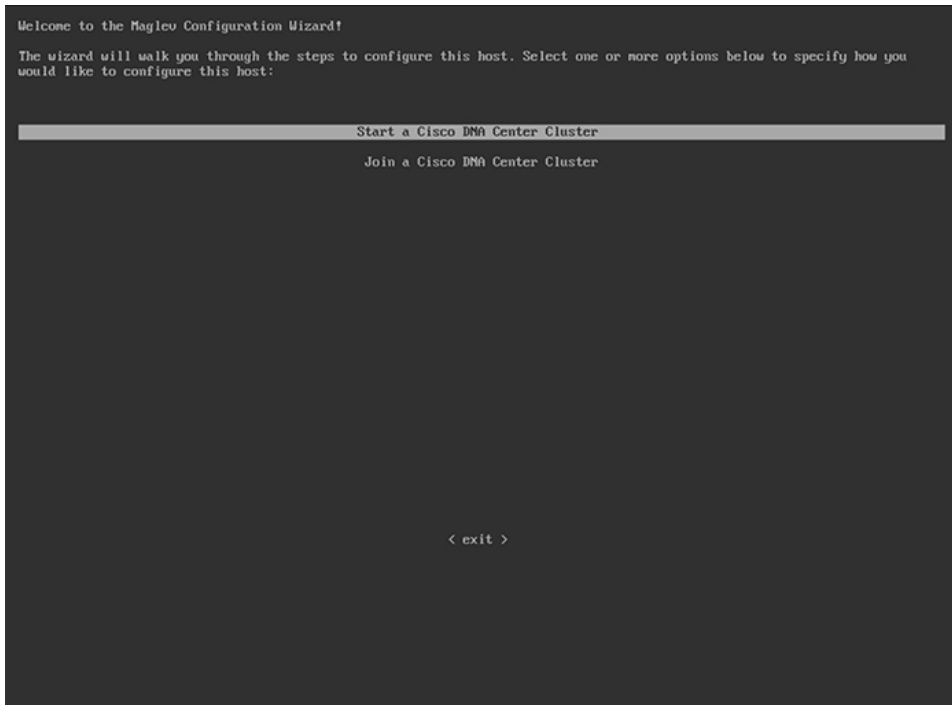 Welcome to the Maglev Configuration Wizard!
The wizard will walk you through the steps to configure this host. Select one or more options below to specify how you
would like to configure this host:
Start a Cisco DNA Center Cluster
Join a Cisco DNA Center Cluster
< exit >